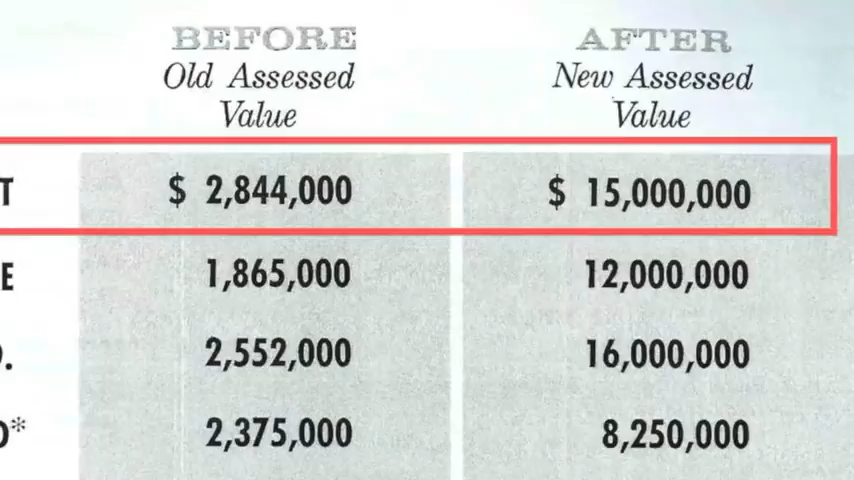 BEFORE AFTER
Old Assessed New Assessed
Value Value
T $ 2,844,000 $ 15,000,000
E 1,865,000 12,000,000
. 2,552,000 16,000,000
O* 2,375,000 8,250,000